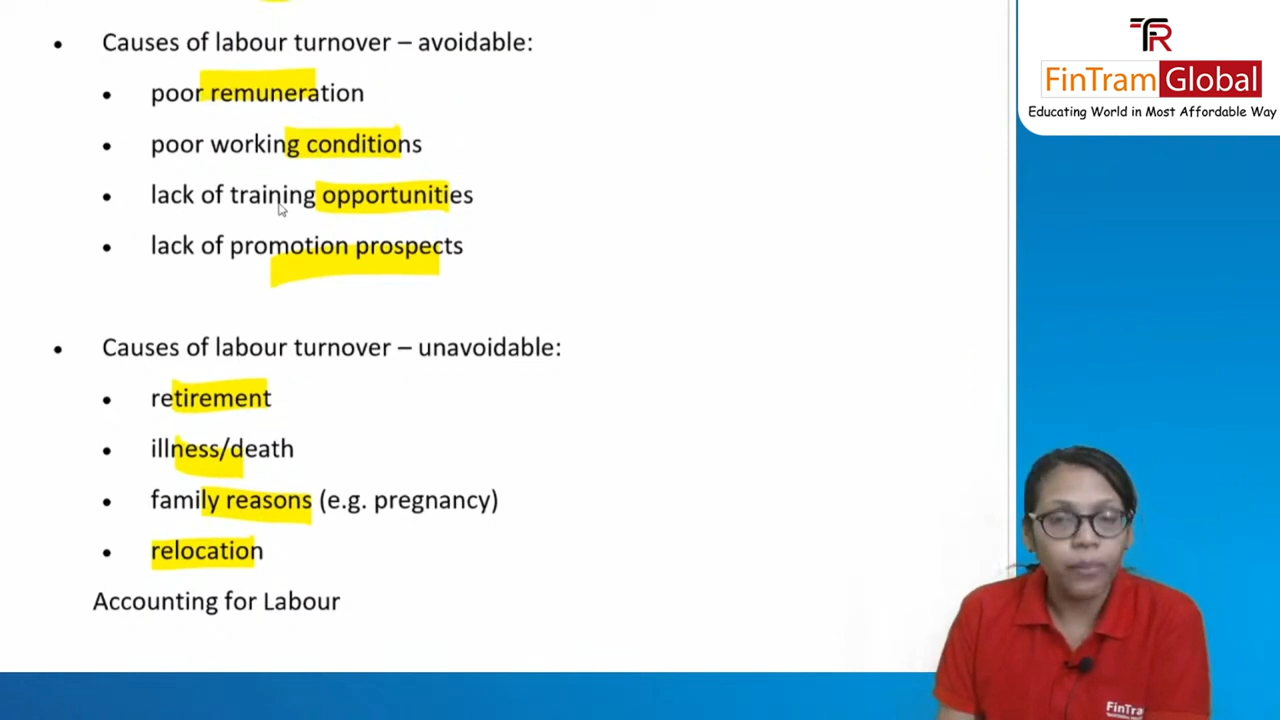 Causes of labour turnover – avoidable:
poor remuneration
poor working conditions
lack of training opportunities
lack of promotion prospects
Causes of labour turnover – unavoidable:
retirement
illness/death
family reasons (e.g. pregnancy)
relocation
Accounting for Labour
FR
FinTram Global
Educating World in Most Affordable Way
FinTra